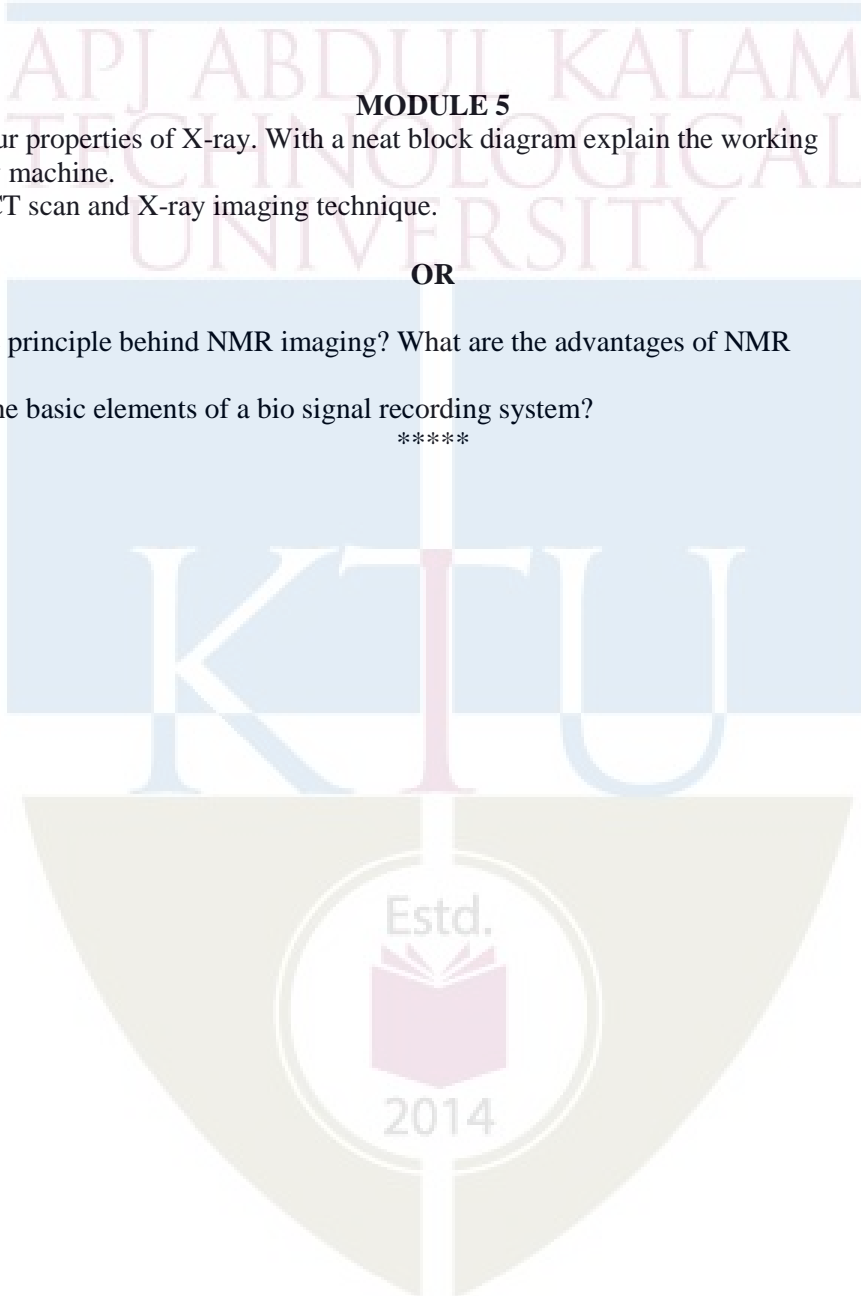 APJ ABDUL KALAM
TECHNOLOGICAL
UNIVERSITY
MODULE 5
ur properties of X-ray. With a neat block diagram explain the working
machine.
CT scan and X-ray imaging technique.
OR
principle behind NMR imaging? What are the advantages of NMR
ne basic elements of a bio signal recording system?
*****
KTU
Estd.
2014